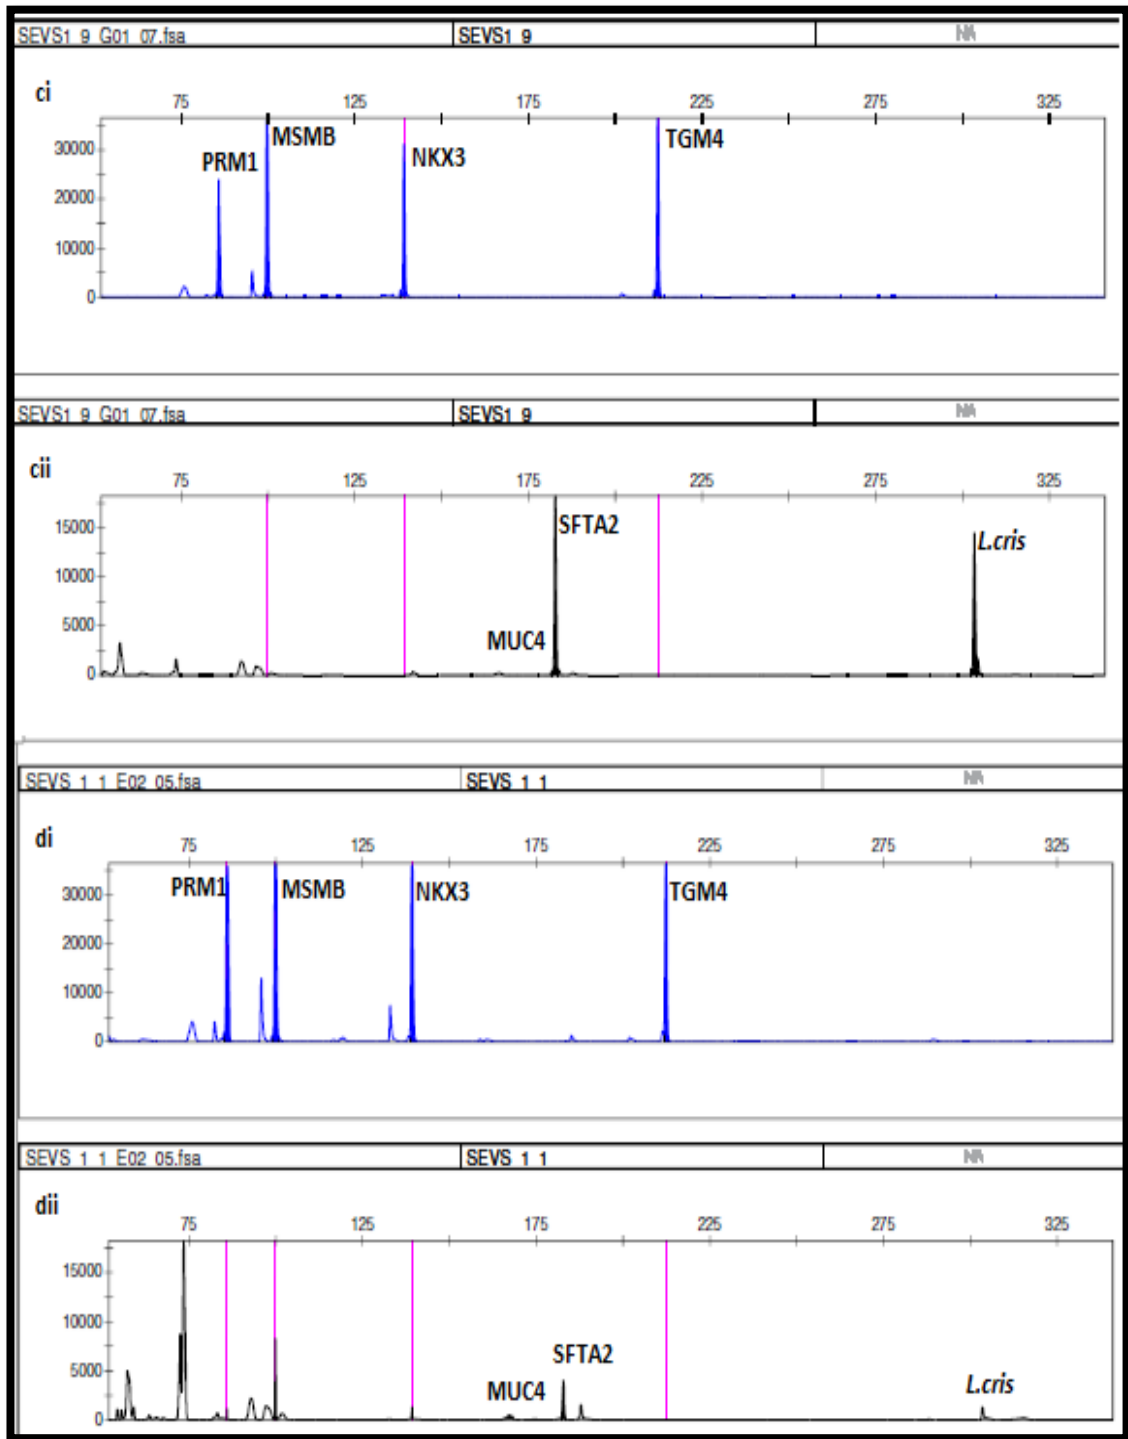 SEVS1 9 G01 07.fsa SEVS1 9 NA
ci
75 125 175 225 275 325
30000
20000
10000
0
PRM1 MSMB NKX3 TGM4
SEVS1 9 G01 07.fsa SEVS1 9 NA
cii
75 125 175 225 275 325
15000
10000
5000
0
SFTA2 L.cris
MUC4
SEVS 1 1 E02 05.fsa SEVS 1 1 NA
di
75 125 175 225 275 325
30000
20000
10000
0
PRM1 MSMB NKX3 TGM4
SEVS 1 1 E02 05.fsa SEVS 1 1 NA
dii
75 125 175 225 275 325
15000
10000
5000
0
SFTA2
MUC4 L.cris